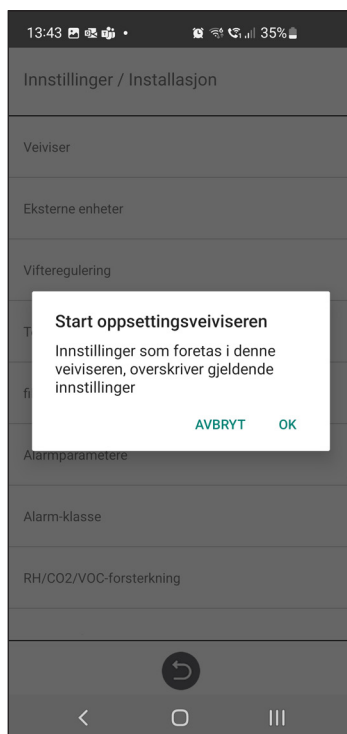 13:43 35%
Innstillinger / Installasjon
Veiviser
Eksterne enheter
Vifteregulering
Start oppsettingsveiviseren
Innstillinger som foretas i denne
veiviseren, overskriver gjeldende
innstillinger
AVBRYT OK
Alarmparametere
Alarm-klasse
RH/CO2/VOC-forsterkning